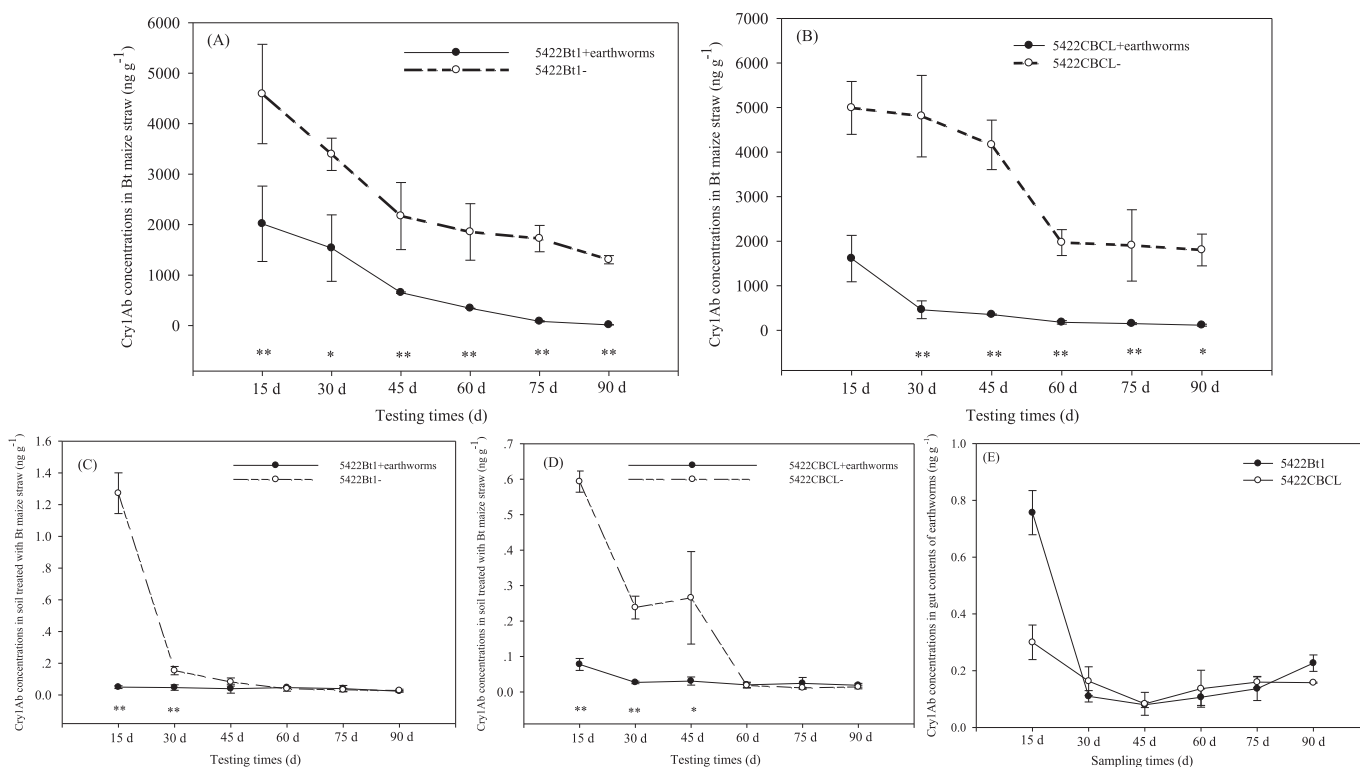 (A)
5422Bt1+earthworms
5422Bt1-
Cry1Ab concentrations in Bt maize straw (ng g-1)
6000
5000
4000
3000
2000
1000
0
** * ** ** ** **
15 d 30 d 45 d 60 d 75 d 90 d
Testing times (d)
(B)
5422CBCL+earthworms
5422CBCL-
Cry1Ab concentrations in Bt maize straw (ng g-1)
7000
6000
5000
4000
3000
2000
1000
0
** ** ** ** *
15 d 30 d 45 d 60 d 75 d 90 d
Testing times (d)
(C)
5422Bt1+earthworms
5422Bt1-
Cry1Ab concentrations in soil treated with Bt maize straw (ng g-1)
1.6
1.4
1.2
1.0
.8
.6
.4
.2
0.0
** **
15 d 30 d 45 d 60 d 75 d 90 d
Testing times (d)
(D)
5422CBCL+earthworms
5422CBCL-
Cry1Ab concentrations in soil treated with Bt maize straw (ng g-1)
.7
.6
.5
.4
.3
.2
.1
0.0
** ** *
15 d 30 d 45 d 60 d 75 d 90 d
Testing times (d)
(E)
5422Bt1
5422CBCL
Cry1Ab concentrations in gut contents of earthworms (ng g-1)
1.0
0.8
0.6
0.4
0.2
0.0
15 d 30 d 45 d 60 d 75 d 90 d
Sampling times (d)